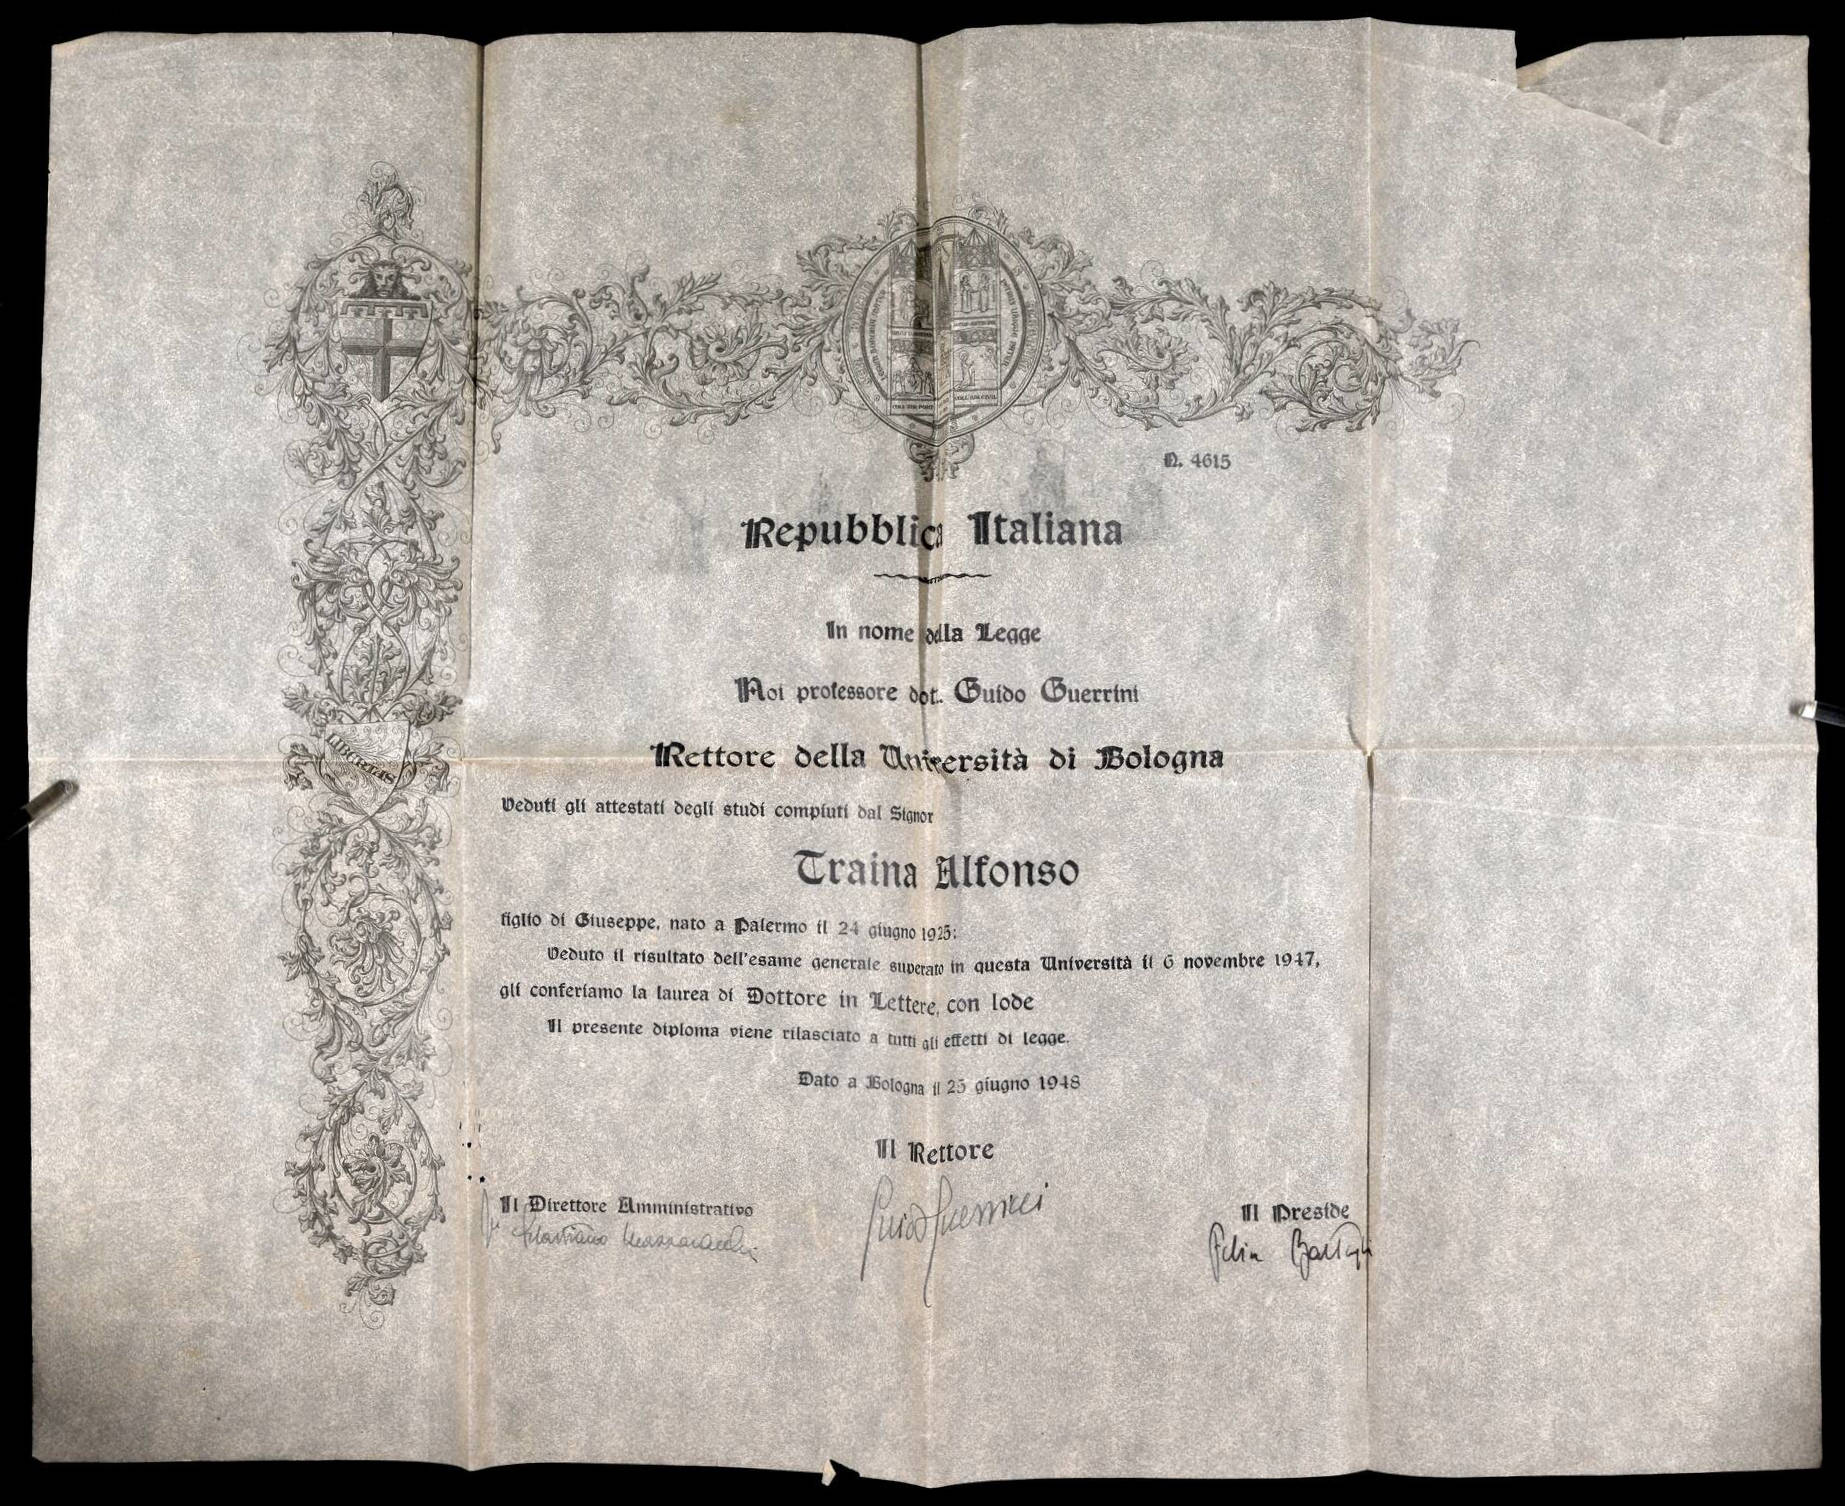 N. 4615
Repubblica Italiana
In nome della Legge
Noi professore dot. Guido Guerrini
Rettore della Università di Bologna
Veduti gli attestati degli studi compiuti dal Signor
Traina Alfonso
figlio di Giuseppe, nato a Palermo il 24 giugno 1925;
Veduto il risultato dell'esame generale superato in questa Università il 6 novembre 1947,
gli conferiamo la laurea di Dottore in Lettere, con lode
Il presente diploma viene rilasciato a tutti gli effetti di legge.
Dato a Bologna il 25 giugno 1948
Il Rettore
Guido Guerrini
Il Direttore Amministrativo
Il Preside
Felice Battaglia
LIBERTAS